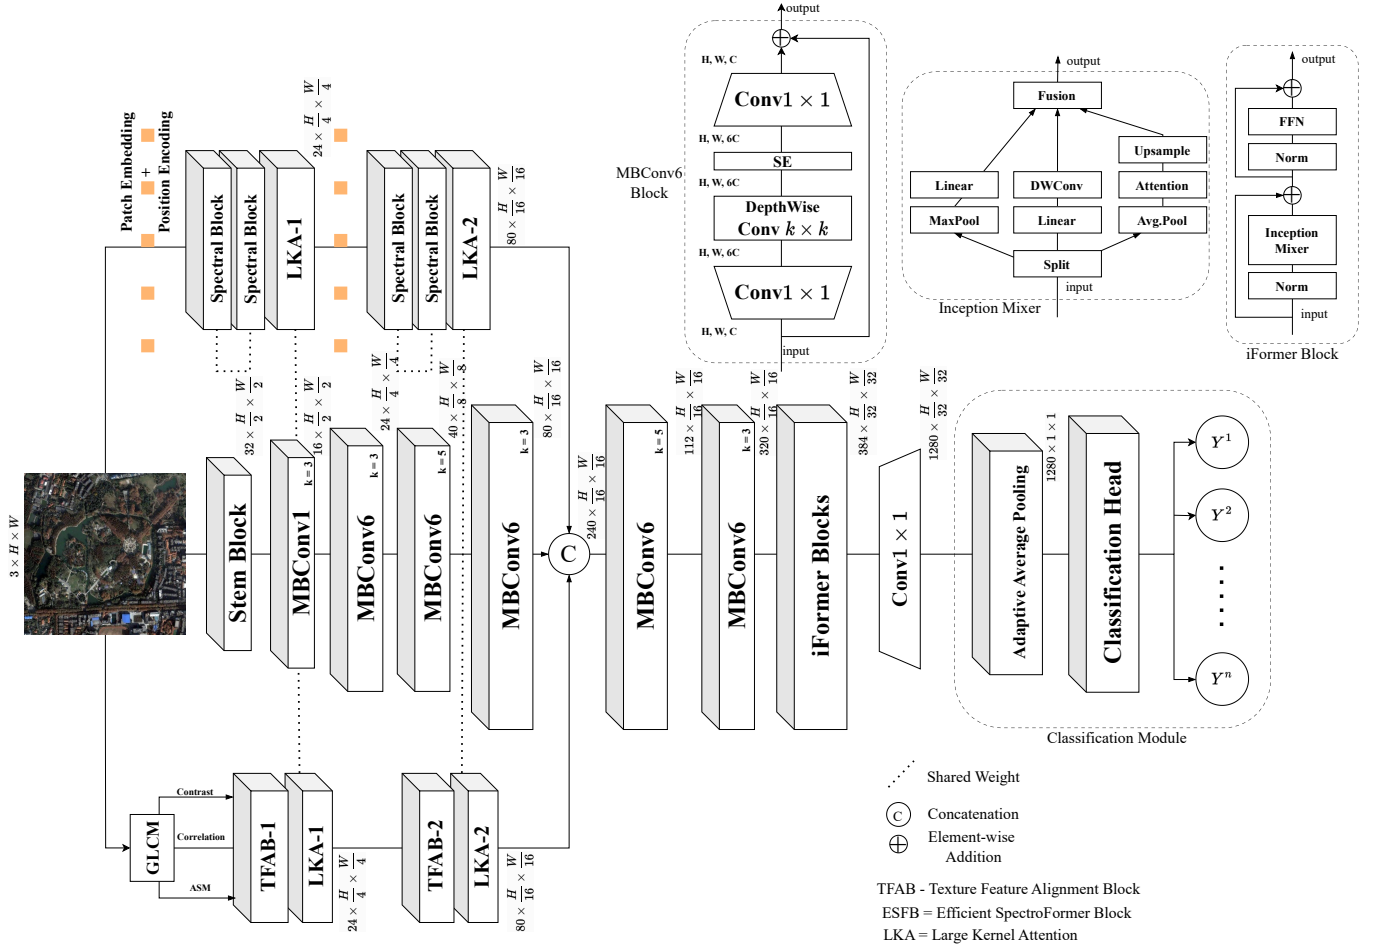 Patch Embedding
+
Position Encoding
24 × H/4 × W/4
Spectral Block
Spectral Block
LKA-1
Spectral Block
Spectral Block
LKA-2
80 × H/16 × W/16
MBConv6
Block
output
H, W, C
Conv1 × 1
H, W, 6C
SE
H, W, 6C
DepthWise
Conv k × k
H, W, 6C
Conv1 × 1
H, W, C
input
output
Fusion
Upsample
Linear
DWConv
Attention
MaxPool
Linear
Avg.Pool
Split
input
Inception Mixer
output
FFN
Norm
Inception
Mixer
Norm
input
iFormer Block
3 × H × W
Stem Block
32 × H/2 × W/2
MBConv1
k = 3
16 × H/2 × W/2
MBConv6
k = 3
24 × H/4 × W/4
MBConv6
k = 5
40 × H/8 × W/8
MBConv6
k = 3
80 × H/16 × W/16
C
240 × H/16 × W/16
MBConv6
k = 5
112 × H/16 × W/16
MBConv6
k = 3
320 × H/16 × W/16
iFormer Blocks
384 × H/32 × W/32
Conv1 × 1
1280 × H/32 × W/32
Adaptive Average Pooling
1280 × 1 × 1
Classification Head
Y^1
Y^2
Y^n
Classification Module
GLCM
Contrast
Correlation
ASM
TFAB-1
LKA-1
24 × H/4 × W/4
TFAB-2
LKA-2
80 × H/16 × W/16
Shared Weight
C
Concatenation
Element-wise
Addition
TFAB - Texture Feature Alignment Block
ESFB = Efficient SpectroFormer Block
LKA = Large Kernel Attention